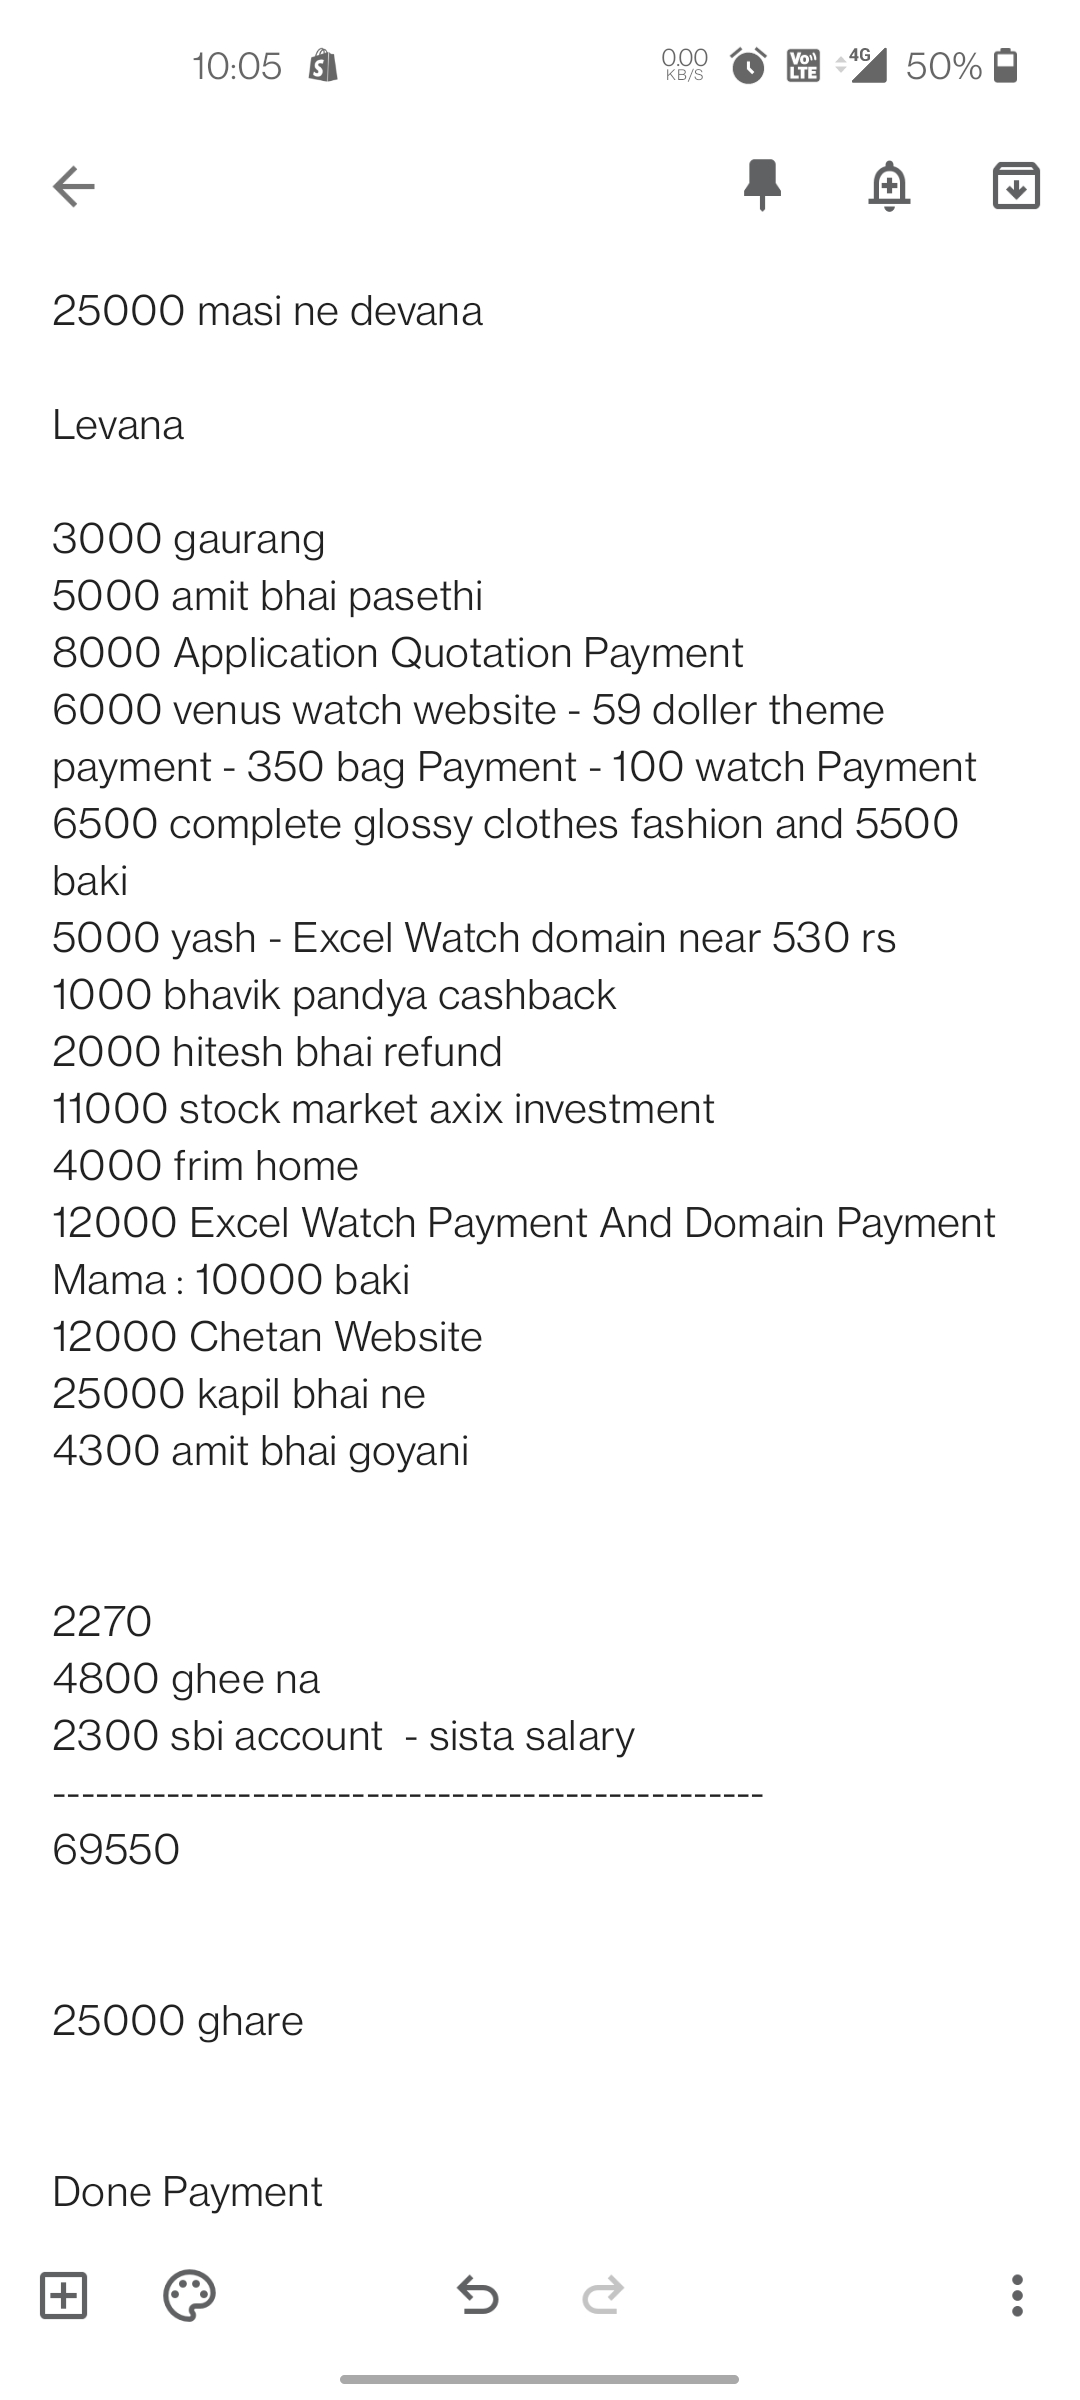 10:05
0.00 KB/S Vo)) LTE 4G 50%
25000 masi ne devana
Levana
3000 gaurang
5000 amit bhai pasethi
8000 Application Quotation Payment
6000 venus watch website - 59 doller theme
payment - 350 bag Payment - 100 watch Payment
6500 complete glossy clothes fashion and 5500
baki
5000 yash - Excel Watch domain near 530 rs
1000 bhavik pandya cashback
2000 hitesh bhai refund
11000 stock market axix investment
4000 frim home
12000 Excel Watch Payment And Domain Payment
Mama : 10000 baki
12000 Chetan Website
25000 kapil bhai ne
4300 amit bhai goyani
2270
4800 ghee na
2300 sbi account  - sista salary
--------------------------------------------------
69550
25000 ghare
Done Payment